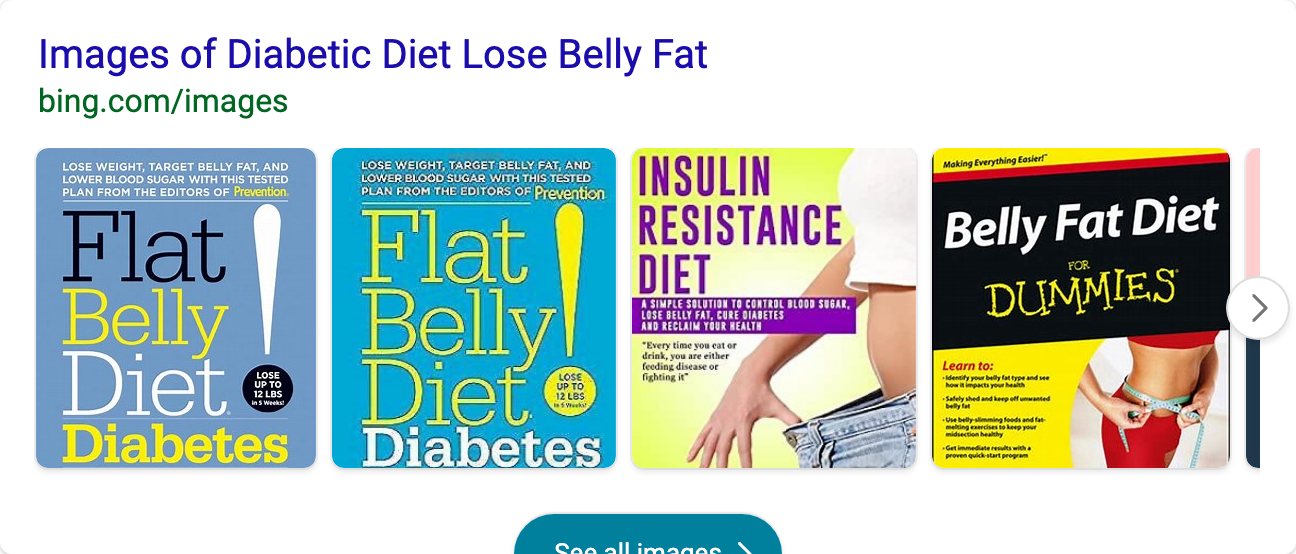 Images of Diabetic Diet Lose Belly Fat
bing.com/images
LOSE WEIGHT, TARGET BELLY FAT, AND
LOWER BLOOD SUGAR WITH THIS TESTED
PLAN FROM THE EDITORS OF Prevention.
Flat
Belly
Diet!
LOSE
UP TO
12 LBS
in 5 Weeks!
Diabetes
LOSE WEIGHT, TARGET BELLY FAT, AND
LOWER BLOOD SUGAR WITH THIS TESTED
PLAN FROM THE EDITORS OF Prevention
Flat
Belly
Diet!
LOSE
UP TO
12 LBS
in 5 Weeks!
Diabetes
INSULIN
RESISTANCE
DIET
A SIMPLE SOLUTION TO CONTROL BLOOD SUGAR,
LOSE BELLY FAT, CURE DIABETES
AND RECLAIM YOUR HEALTH
"Every time you eat or
drink, you are either
feeding disease or
fighting it"
Making Everything Easier!™
Belly Fat Diet
FOR
DUMMIES®
Learn to:
• Identify your belly fat type and see
how it impacts your health
• Safely shed and keep off unwanted
belly fat
• Use belly-slimming foods and fat-
melting exercises to keep your
midsection healthy
• Get immediate results with a
proven quick-start program
See all images